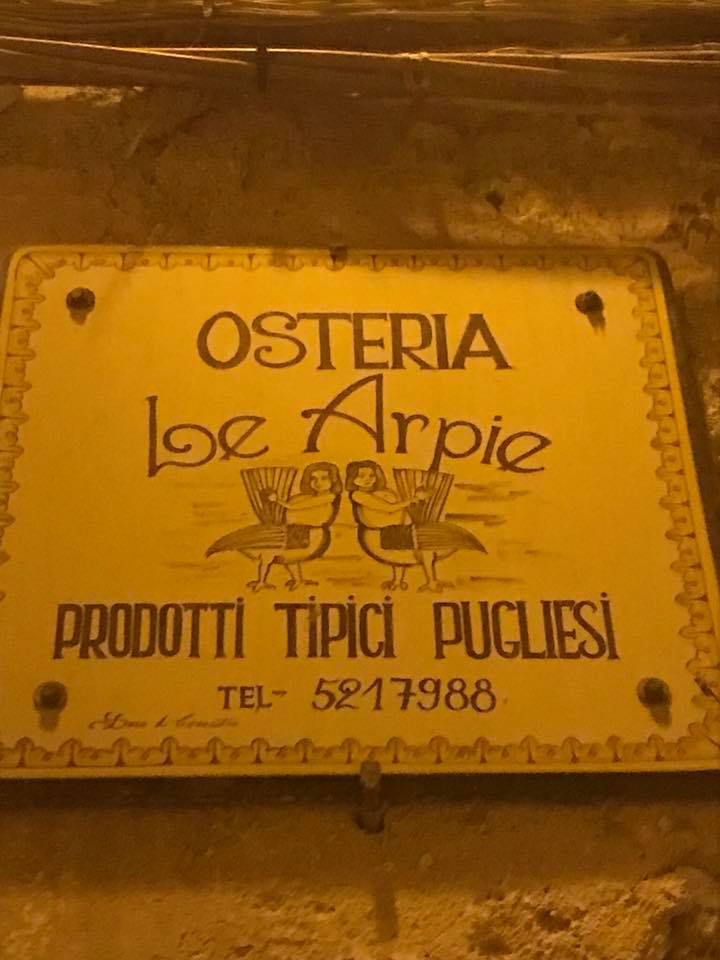 OSTERIA
Le Arpie
PRODOTTi TiPiCi PUGLiESi
TEL- 5217988